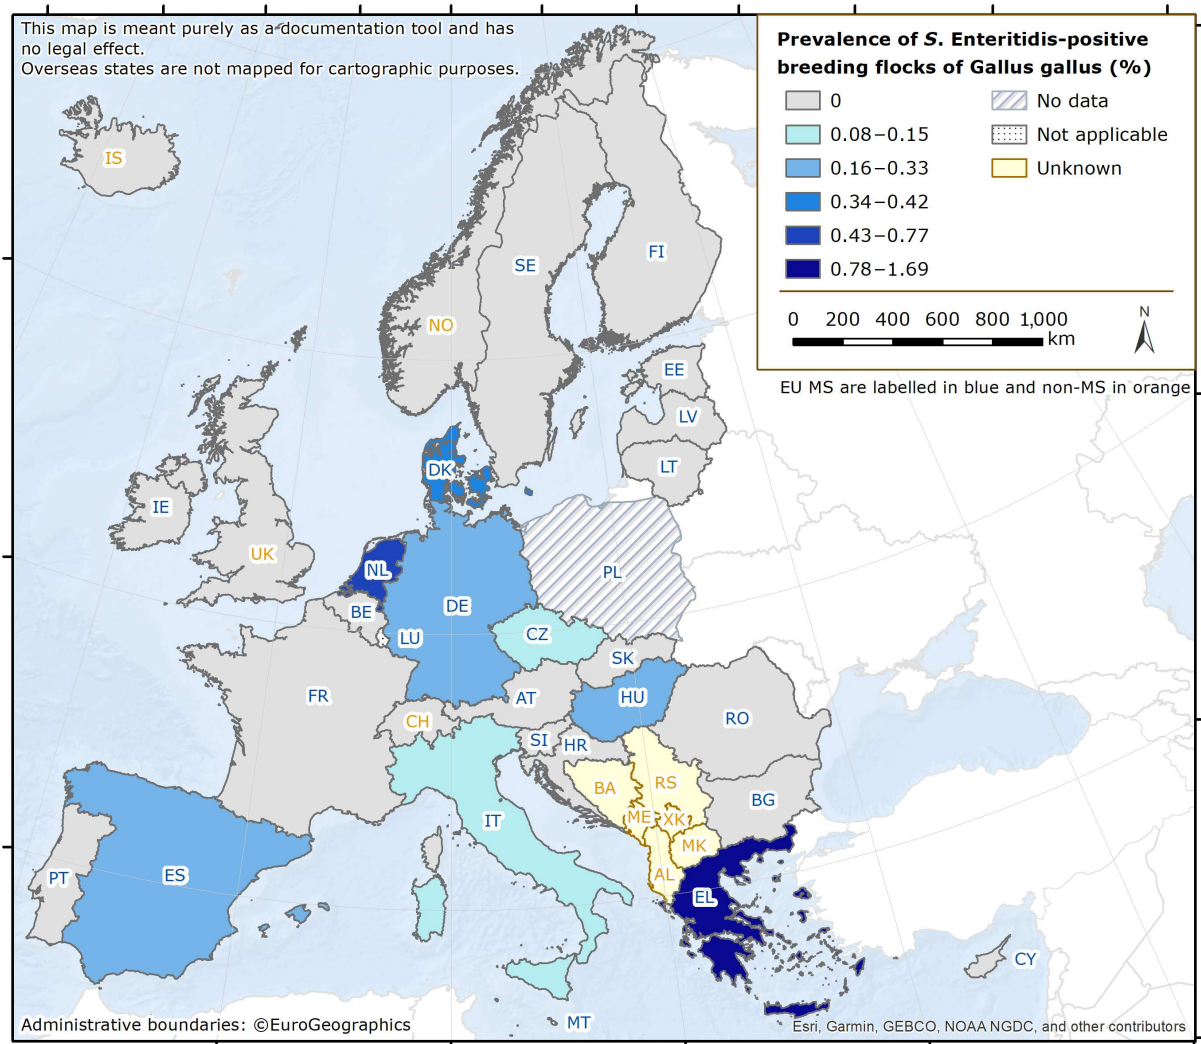 This map is meant purely as a documentation tool and has
no legal effect.
Overseas states are not mapped for cartographic purposes.
Prevalence of S. Enteritidis-positive
breeding flocks of Gallus gallus (%)
0
No data
0.08–0.15
Not applicable
0.16–0.33
Unknown
0.34–0.42
0.43–0.77
0.78–1.69
0 200 400 600 800 1,000
km
N
EU MS are labelled in blue and non-MS in orange
IS
FI
SE
NO
EE
LV
LT
DK
IE
UK
NL
PL
DE
BE
CZ
LU
SK
FR
AT
HU
RO
CH
SI
HR
RS
BA
BG
ME
XK
IT
MK
AL
PT
ES
EL
CY
MT
Administrative boundaries: ©EuroGeographics
Esri, Garmin, GEBCO, NOAA NGDC, and other contributors